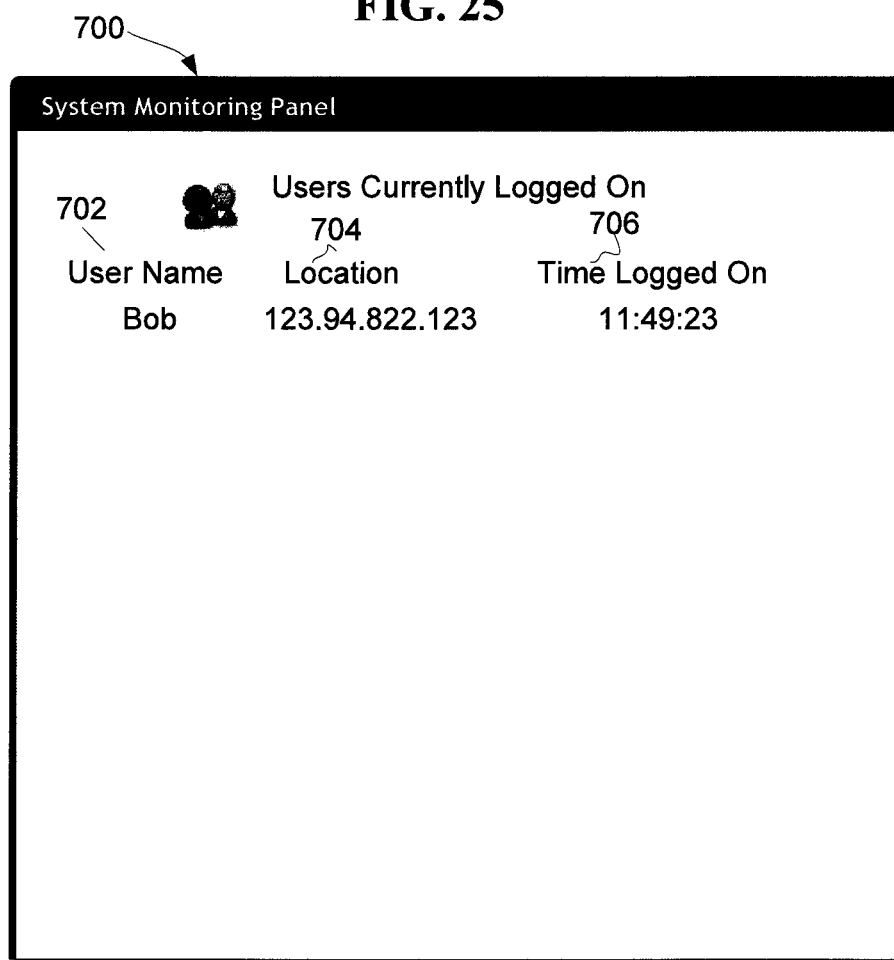 FIG. 25
700
System Monitoring Panel
Users Currently Logged On
702
704
706
User Name Location Time Logged On
Bob 123.94.822.123 11:49:23